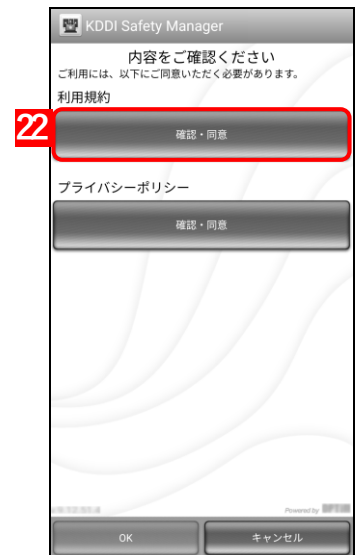 KDDI Safety Manager
内容をご確認ください
ご利用には、以下にご同意いただく必要があります。
利用規約
22
確認・同意
プライバシーポリシー
確認・同意
Powered by
OK
キャンセル